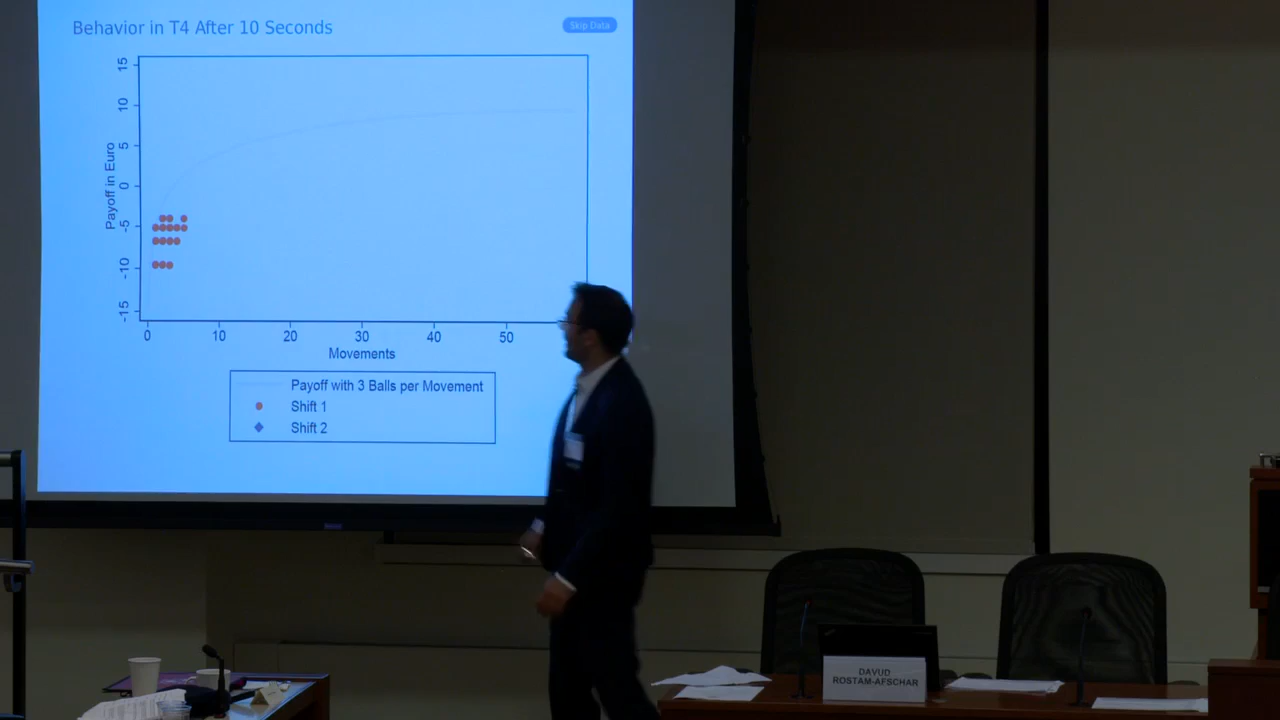 Behavior in T4 After 10 Seconds
Skip Data
15
10
5
0
-5
-10
-15
Payoff in Euro
0 10 20 30 40 50
Movements
Payoff with 3 Balls per Movement
Shift 1
Shift 2
DAVUD
ROSTAM-AFSCHAR